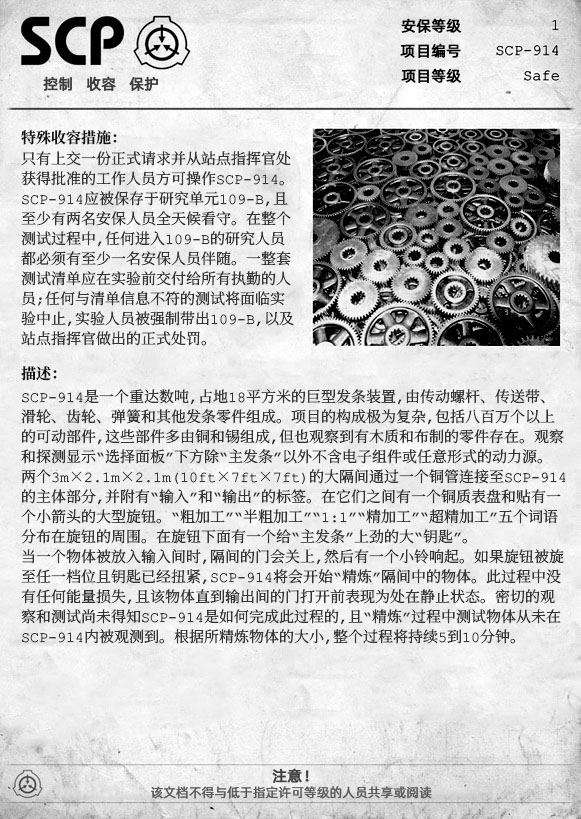 SCP
控制 收容 保护
安保等级 1
项目编号 SCP-914
项目等级 Safe
特殊收容措施:
只有上交一份正式请求并从站点指挥官处
获得批准的工作人员方可操作SCP-914。
SCP-914应被保存于研究单元109-B,且
至少有两名安保人员全天候看守。在整个
测试过程中,任何进入109-B的研究人员
都必须有至少一名安保人员伴随。一整套
测试清单应在实验前交付给所有执勤的人
员;任何与清单信息不符的测试将面临实
验中止,实验人员被强制带出109-B,以及
站点指挥官做出的正式处罚。
描述:
SCP-914是一个重达数吨,占地18平方米的巨型发条装置,由传动螺杆、传送带、
滑轮、齿轮、弹簧和其他发条零件组成。项目的构成极为复杂,包括八百万个以上
的可动部件,这些部件多由铜和锡组成,但也观察到有木质和布制的零件存在。观察
和探测显示“选择面板”下方除“主发条”以外不含电子组件或任意形式的动力源。
两个3m×2.1m×2.1m(10ft×7ft×7ft)的大隔间通过一个铜管连接至SCP-914
的主体部分,并附有“输入”和“输出”的标签。在它们之间有一个铜质表盘和贴有一
个小箭头的大型旋钮。“粗加工”“半粗加工”“1:1”“精加工”“超精加工”五个词语
分布在旋钮的周围。在旋钮下面有一个给“主发条”上劲的大“钥匙”。
当一个物体被放入输入间时,隔间的门会关上,然后有一个小铃响起。如果旋钮被旋
至任一档位且钥匙已经扭紧,SCP-914将会开始“精炼”隔间中的物体。此过程中没
有任何能量损失,且该物体直到输出间的门打开前表现为处在静止状态。密切的观
察和测试尚未得知SCP-914是如何完成此过程的,且“精炼”过程中测试物体从未在
SCP-914内被观测到。根据所精炼物体的大小,整个过程将持续5到10分钟。
注意!
该文档不得与低于指定许可等级的人员共享或阅读